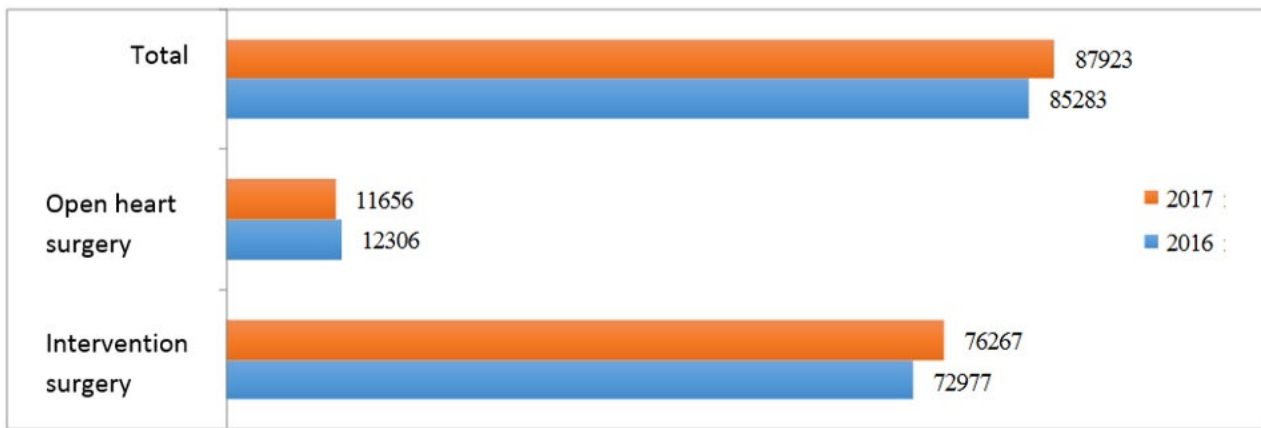 Total
87923
85283
Open heart
surgery
11656
12306
2017 :
2016 :
Intervention
surgery
76267
72977